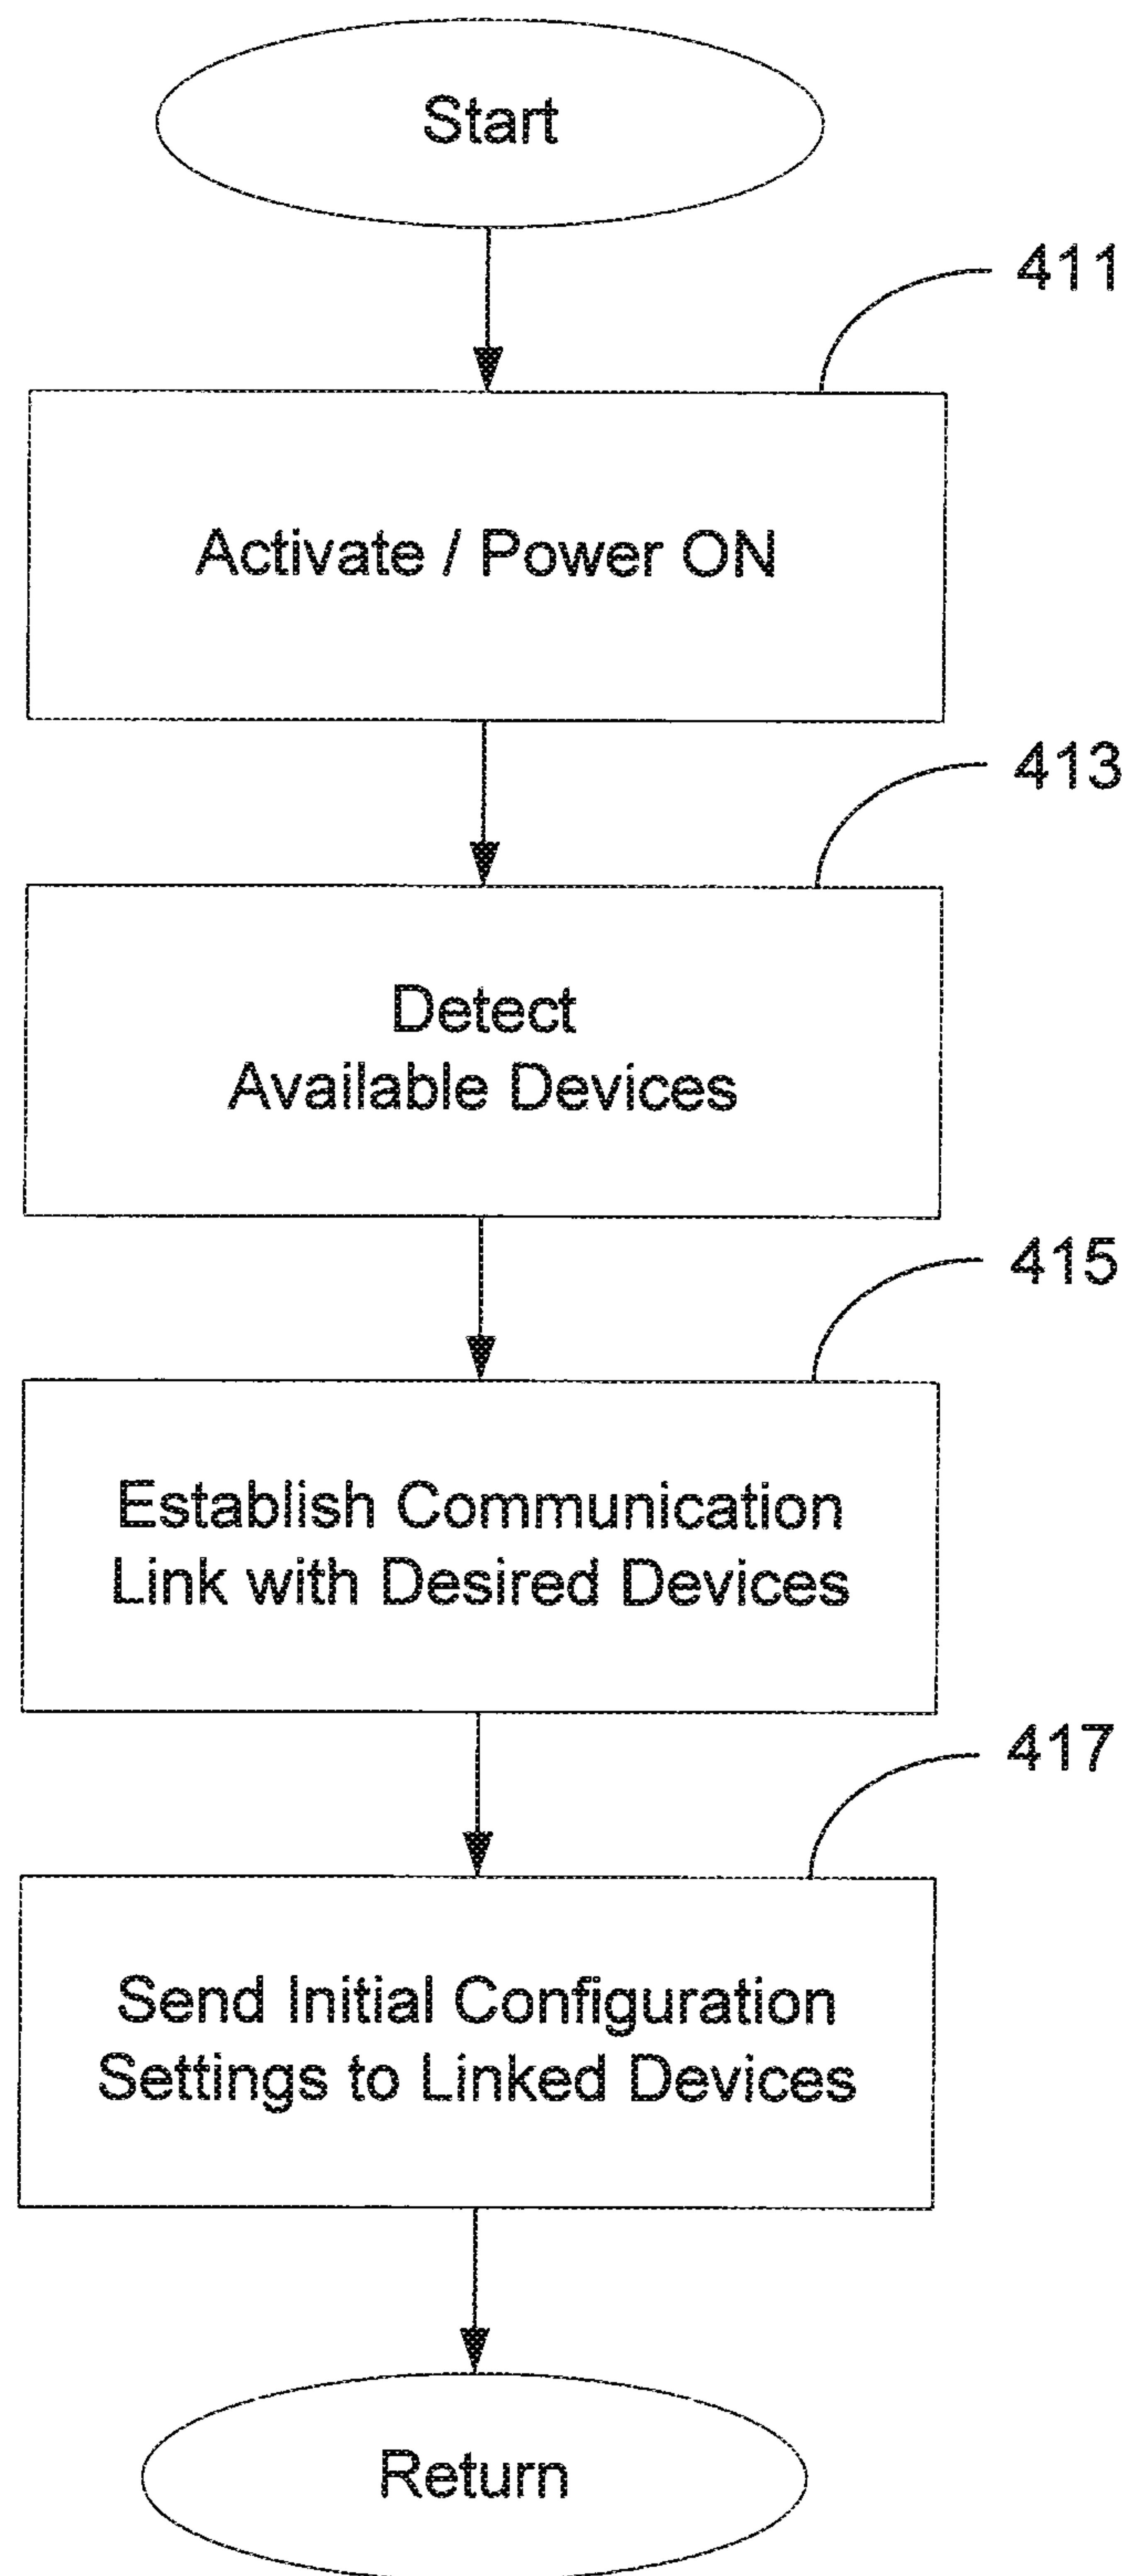 Start
411
Activate / Power ON
413
Detect
Available Devices
415
Establish Communication
Link with Desired Devices
417
Send Initial Configuration
Settings to Linked Devices
Return